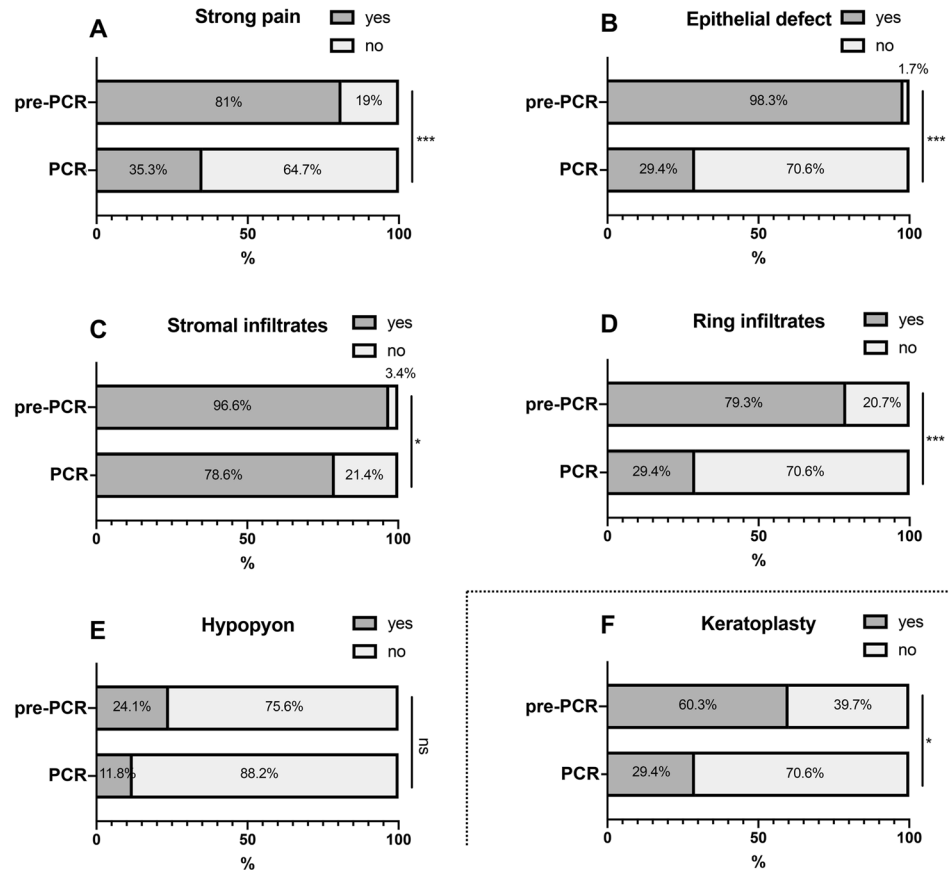 A Strong pain yes
no
pre-PCR 81% 19%
***
PCR 35.3% 64.7%
0 50 100
%
B Epithelial defect yes
no
1.7%
pre-PCR 98.3%
***
PCR 29.4% 70.6%
0 50 100
%
C Stromal infiltrates yes
no
3.4%
pre-PCR 96.6%
*
PCR 78.6% 21.4%
0 50 100
%
D Ring infiltrates yes
no
pre-PCR 79.3% 20.7%
***
PCR 29.4% 70.6%
0 50 100
%
E Hypopyon yes
no
pre-PCR 24.1% 75.6%
ns
PCR 11.8% 88.2%
0 50 100
%
F Keratoplasty yes
no
pre-PCR 60.3% 39.7%
*
PCR 29.4% 70.6%
0 50 100
%